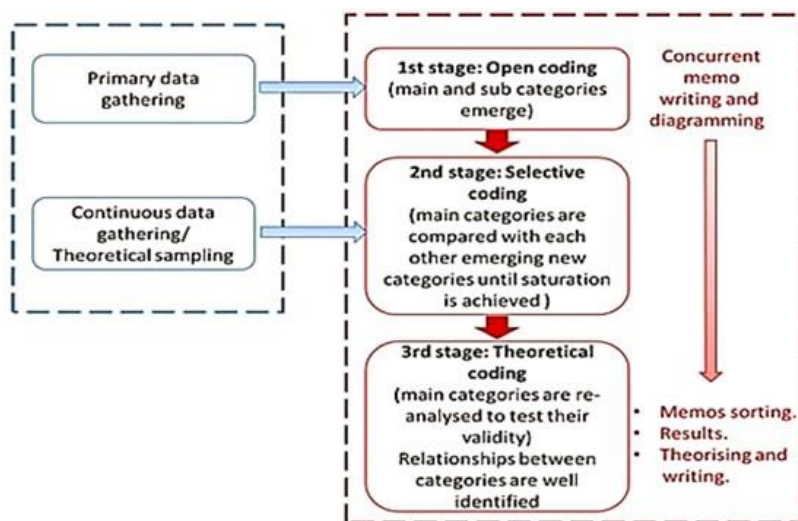 Primary data
gathering
Continuous data
gathering/
Theoretical sampling
1st stage: Open coding
(main and sub categories
emerge)
2nd stage: Selective
coding
(main categories are
compared with each
other emerging new
categories until saturation
is achieved )
3rd stage: Theoretical
coding
(main categories are re-
analysed to test their
validity)
Relationships between
categories are well
identified
Concurrent
memo
writing and
diagramming
• Memos sorting.
• Results.
• Theorising and
writing.